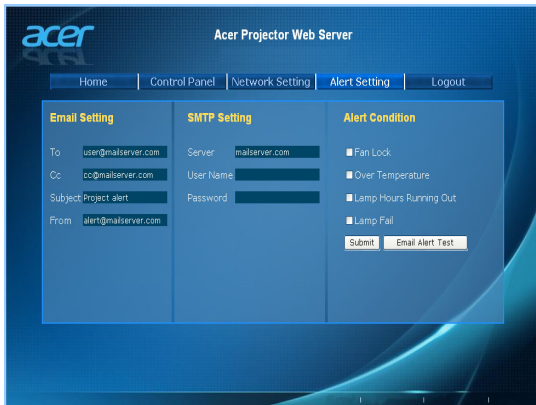 acer
Acer Projector Web Server
Home
Control Panel
Network Setting
Alert Setting
Logout
Email Setting
To user@mailserver.com
Cc cc@mailserver.com
Subject Project alert
From alert@mailserver.com
SMTP Setting
Server mailserver.com
User Name
Password
Alert Condition
Fan Lock
Over Temperature
Lamp Hours Running Out
Lamp Fail
Submit
Email Alert Test